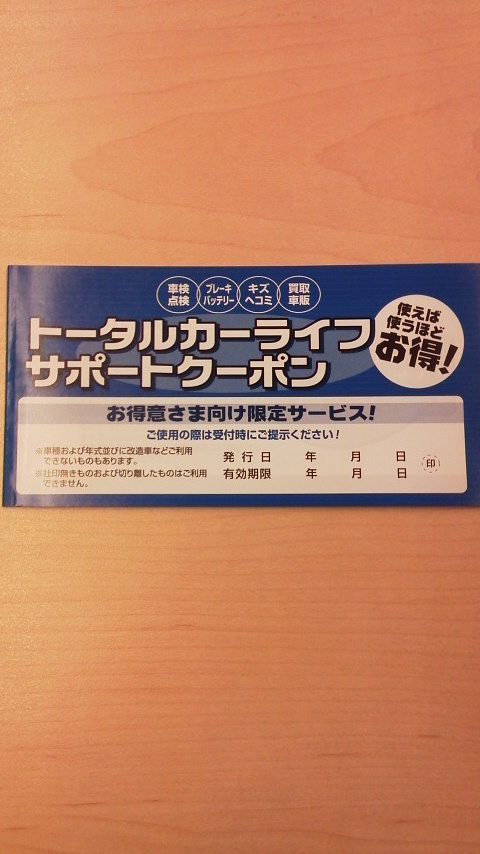 車検
点検
ブレーキ
バッテリー
キズ
ヘコミ
買取
車販
トータルカーライフ
サポートクーポン
使えば
使うほど
お得!
お得意さま向け限定サービス!
ご使用の際は受付時にご提示ください!
※車種および年式並びに改造車などご利用
できないものもあります。
※社印無きものおよび切り離したものはご利用
できません。
発行日 年 月 日
有効期限 年 月 日
印